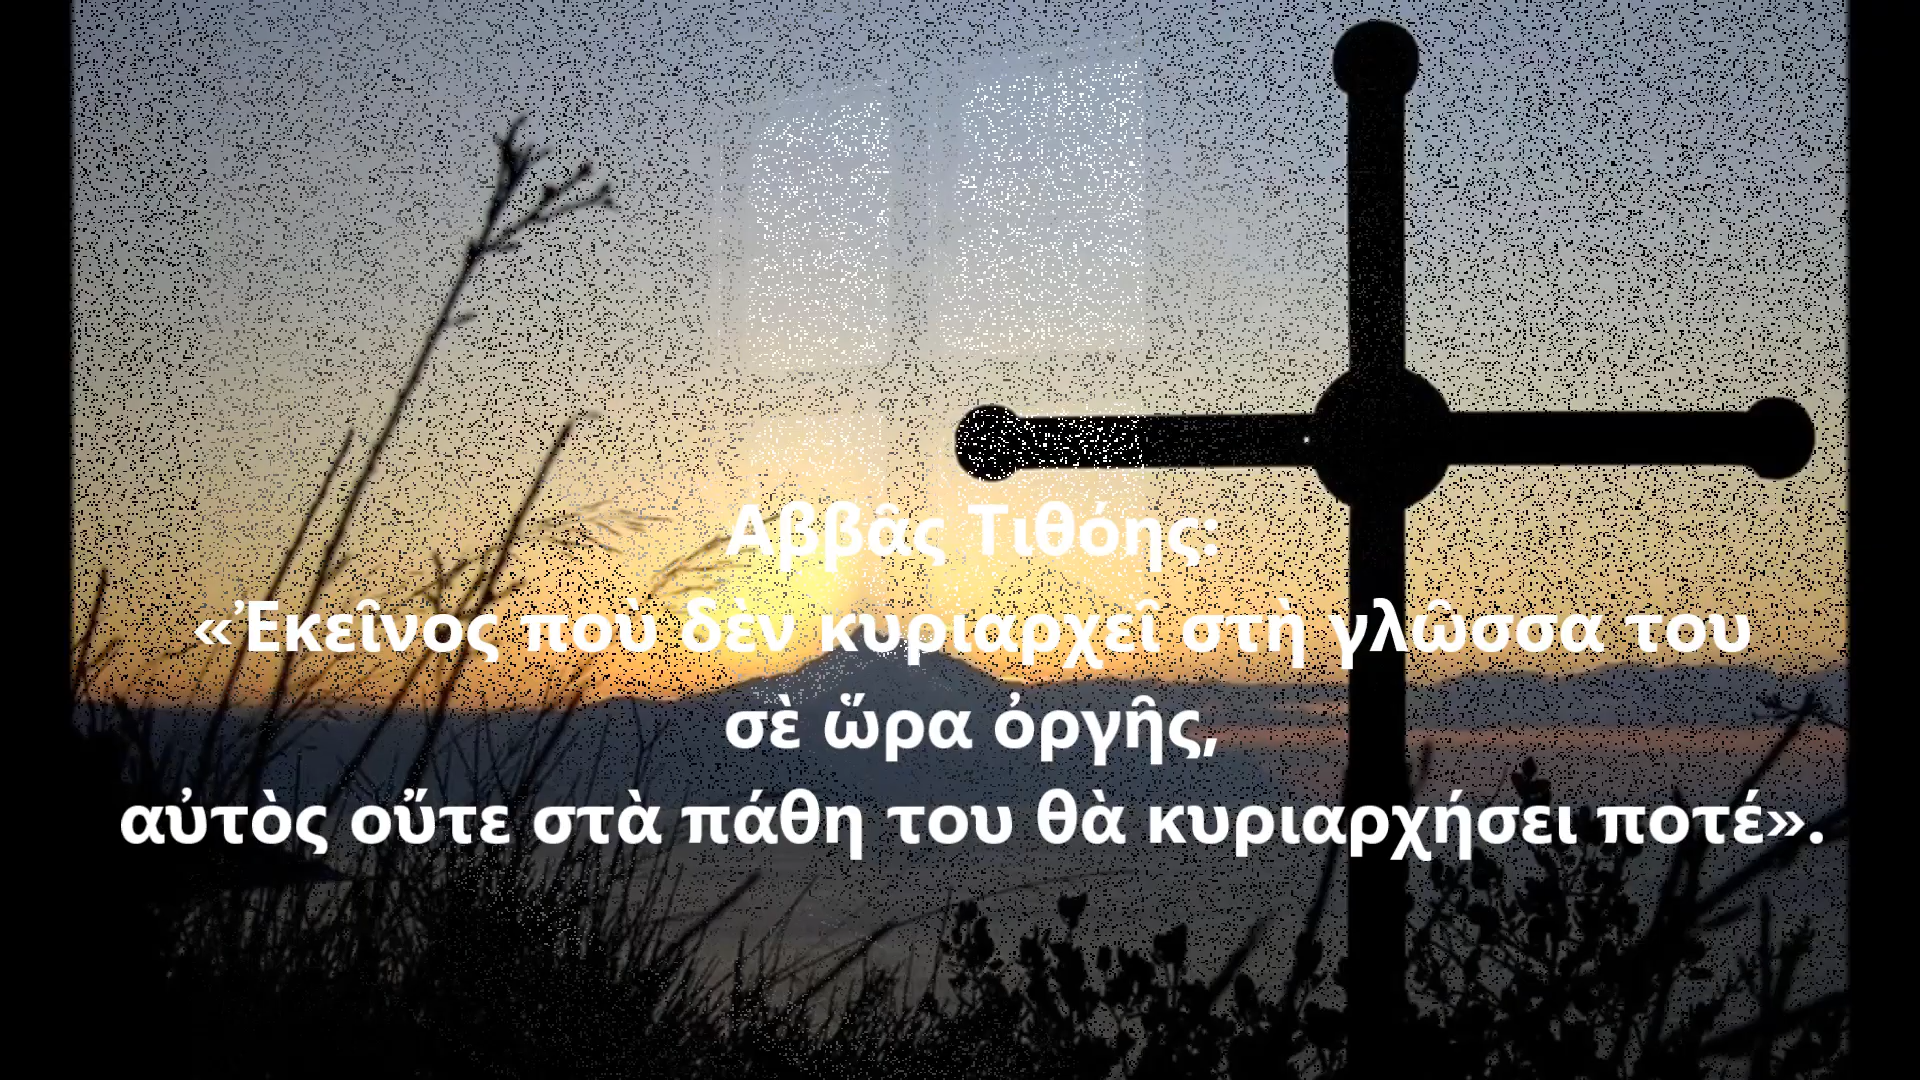 Ἀββᾶς Τιθόης:
«Ἐκεῖνος ποὺ δὲν κυριαρχεῖ στὴ γλῶσσα του
σὲ ὥρα ὀργῆς,
αὐτὸς οὔτε στὰ πάθη του θὰ κυριαρχήσει ποτέ».